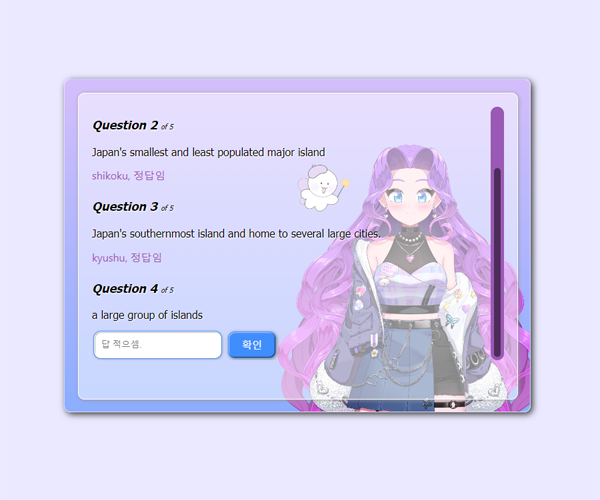 Question 2 of 5
Japan's smallest and least populated major island
shikoku, 정답임
Question 3 of 5
Japan's southernmost island and home to several large cities.
kyushu, 정답임
Question 4 of 5
a large group of islands
답 적으셈.
확인